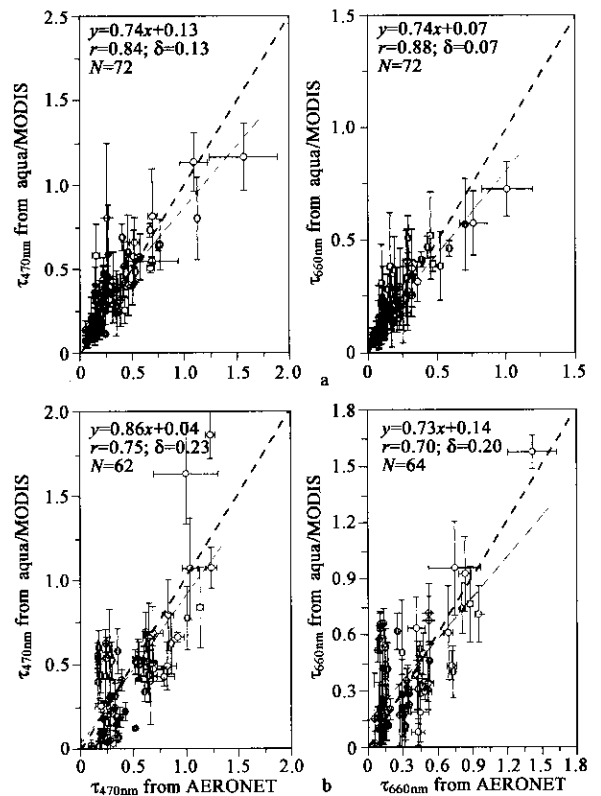 y=0.74x+0.13
r=0.84; δ=0.13
N=72
2.5
2.0
1.5
1.0
0.5
0
τ470nm from aqua/MODIS
0 0.5 1.0 1.5 2.0
y=0.74x+0.07
r=0.88; δ=0.07
N=72
1.5
1.0
0.5
0
τ660nm from aqua/MODIS
0 0.3 0.6 0.9 1.2 1.5
a
y=0.86x+0.04
r=0.75; δ=0.23
N=62
2.0
1.5
1.0
0.5
0
τ470nm from aqua/MODIS
0 0.5 1.0 1.5 2.0
τ470nm from AERONET
y=0.73x+0.14
r=0.70; δ=0.20
N=64
1.8
1.5
1.2
0.9
0.6
0.3
0
τ660nm from aqua/MODIS
0 0.3 0.6 0.9 1.2 1.5 1.8
τ660nm from AERONET
b